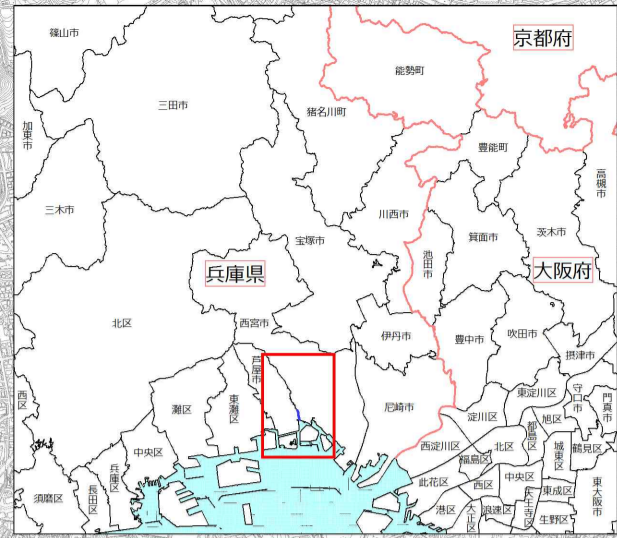 篠山市
京都府
能勢町
三田市
猪名川町
加東市
豊能町
高槻市
三木市
川西市
茨木市
箕面市
宝塚市
池田市
兵庫県
大阪府
北区
西宮市
伊丹市
豊中市
吹田市
摂津市
芦屋市
西区
灘区
東灘区
尼崎市
東淀川区
守口市
門真市
淀川区
旭区
都島区
中央区
西淀川区
北区
城東区
鶴見区
兵庫区
福島区
須磨区
長田区
此花区
西区
中央区
東成区
東大阪市
港区
大正区
浪速区
天王寺区
生野区